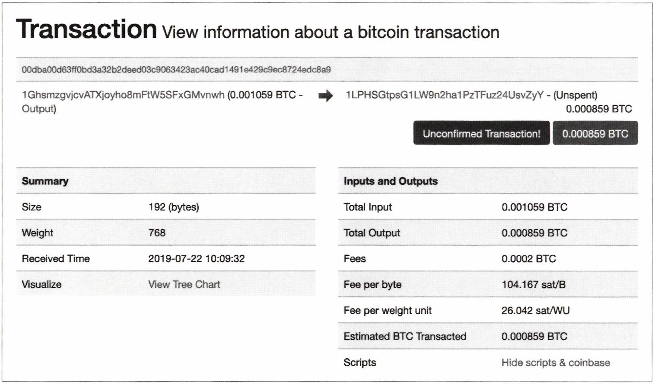 Transaction View information about a bitcoin transaction
00dba00d63ff0bd3a32b2deed03c9063423ac40cad1491e429c9ec8724edc8a9
1GhsmzgvjcvATXjoyho8mFtW5SFxGMvnwh (0.001059 BTC - Output)
1LPHSGtpsG1LW9n2ha1PzTFuz24UsvZyY - (Unspent) 0.000859 BTC
Unconfirmed Transaction! 0.000859 BTC
Summary
Size 192 (bytes)
Weight 768
Received Time 2019-07-22 10:09:32
Visualize View Tree Chart
Inputs and Outputs
Total Input 0.001059 BTC
Total Output 0.000859 BTC
Fees 0.0002 BTC
Fee per byte 104.167 sat/B
Fee per weight unit 26.042 sat/WU
Estimated BTC Transacted 0.000859 BTC
Scripts Hide scripts & coinbase